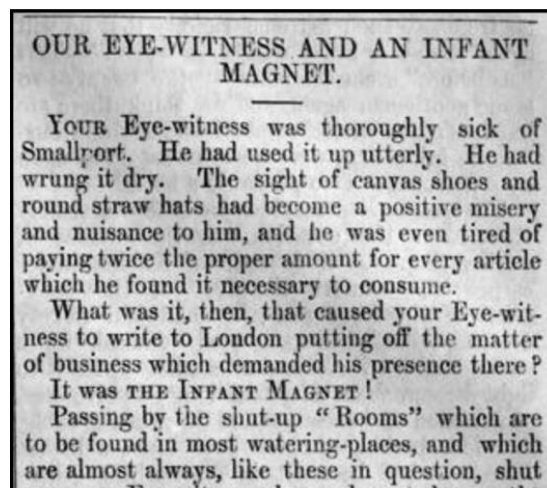 OUR EYE-WITNESS AND AN INFANT
MAGNET.
YOUR Eye-witness was thoroughly sick of
Smallport. He had used it up utterly. He had
wrung it dry. The sight of canvas shoes and
round straw hats had become a positive misery
and nuisance to him, and he was even tired of
paying twice the proper amount for every article
which he found it necessary to consume.
What was it, then, that caused your Eye-wit-
ness to write to London putting off the matter
of business which demanded his presence there?
It was THE INFANT MAGNET!
Passing by the shut-up "Rooms" which are
to be found in most watering-places, and which
are almost always, like these in question, shut